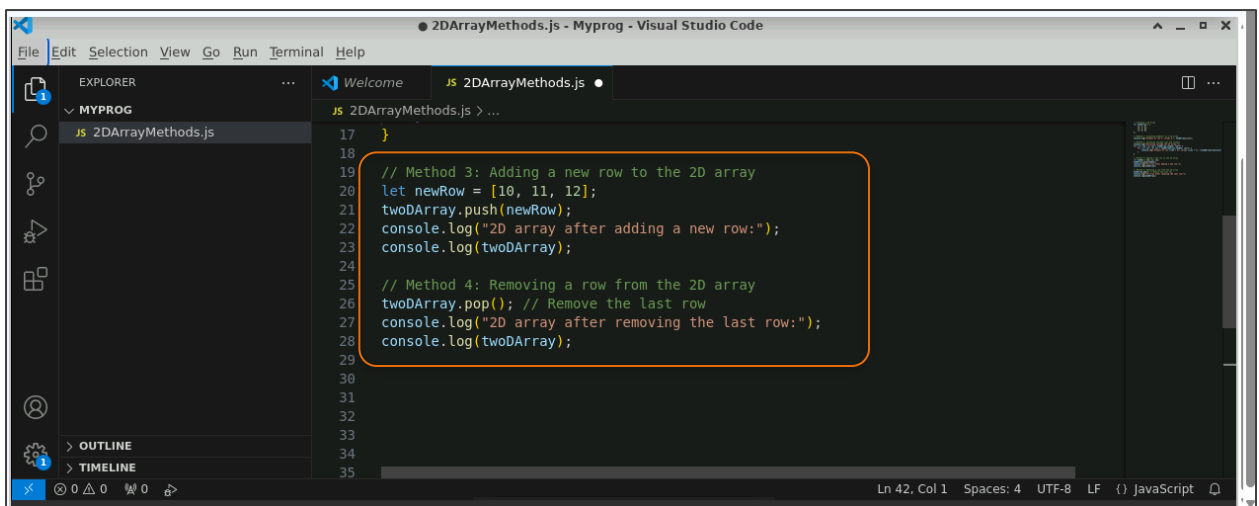 ● 2DArrayMethods.js - Myprog - Visual Studio Code
File Edit Selection View Go Run Terminal Help
EXPLORER ···
Welcome
JS 2DArrayMethods.js ●
MYPROG
JS 2DArrayMethods.js
JS 2DArrayMethods.js > ...
17 }
18
19 // Method 3: Adding a new row to the 2D array
20 let newRow = [10, 11, 12];
21 twoDArray.push(newRow);
22 console.log("2D array after adding a new row:");
23 console.log(twoDArray);
24
25 // Method 4: Removing a row from the 2D array
26 twoDArray.pop(); // Remove the last row
27 console.log("2D array after removing the last row:");
28 console.log(twoDArray);
29
30
31
32
33
34
35
1
1
> OUTLINE
> TIMELINE
0 0 0
Ln 42, Col 1 Spaces: 4 UTF-8 LF {} JavaScript